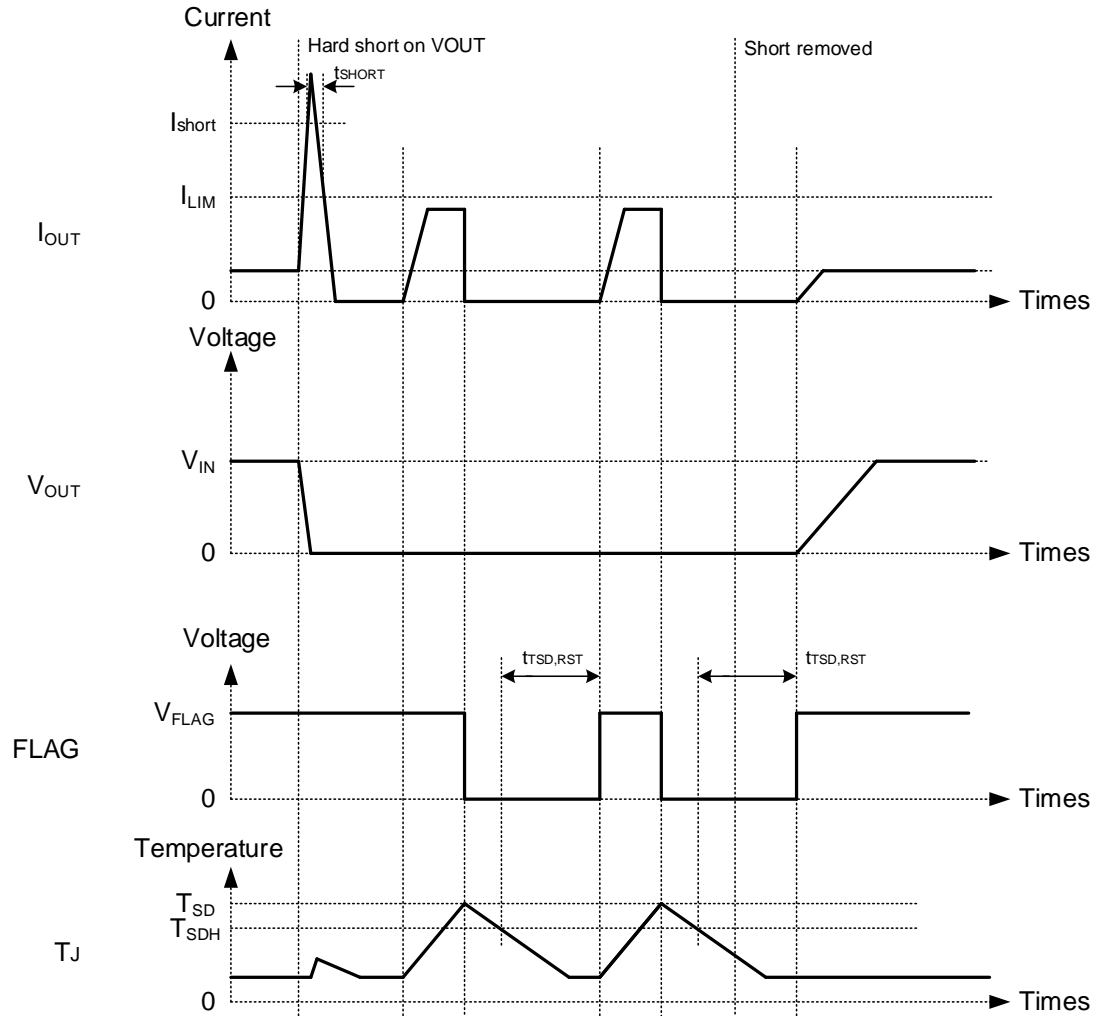 Current
Hard short on VOUT
Short removed
tSHORT
Ishort
ILIM
IOUT
0
Times
Voltage
VIN
VOUT
0
Times
Voltage
tTSD,RST
tTSD,RST
VFLAG
FLAG
0
Times
Temperature
TSD
TSDH
TJ
0
Times